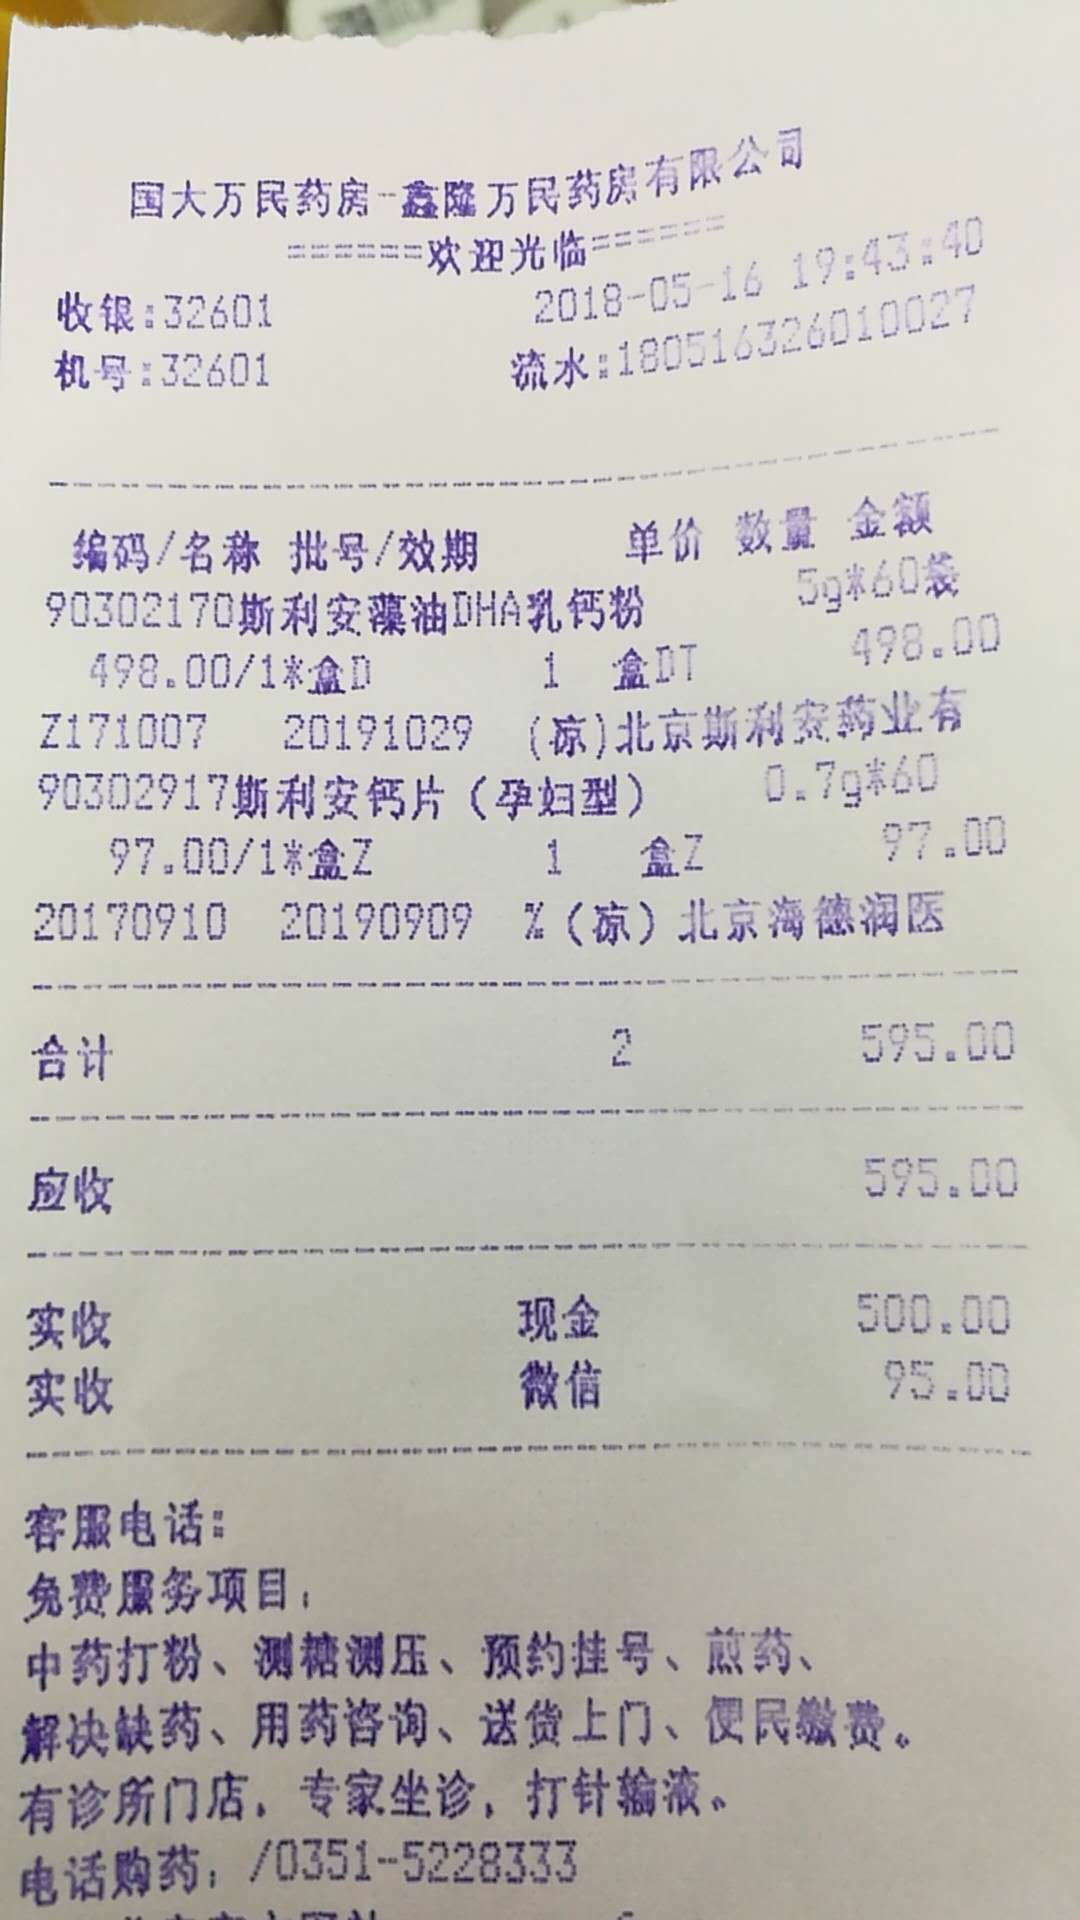 国大万民药房-鑫隆万民药房有限公司
======欢迎光临======
收银:32601 2018-05-16 19:43:40
机号:32601 流水:180516326010027
编码/名称 批号/效期 单价 数量 金额
90302170斯利安藻油DHA乳钙粉 5g*60袋
498.00/1*盒D 1 盒DT 498.00
Z171007 20191029 (凉)北京斯利安药业有
90302917斯利安钙片（孕妇型） 0.7g*60
97.00/1*盒Z 1 盒Z 97.00
20170910 20190909 %（凉）北京海德润医
合计 2 595.00
应收 595.00
实收 现金 500.00
实收 微信 95.00
客服电话:
免费服务项目:
中药打粉、测糖测压、预约挂号、煎药、
解决缺药、用药咨询、送货上门、便民缴费。
有诊所门店，专家坐诊，打针输液。
电话购药: /0351-5228333